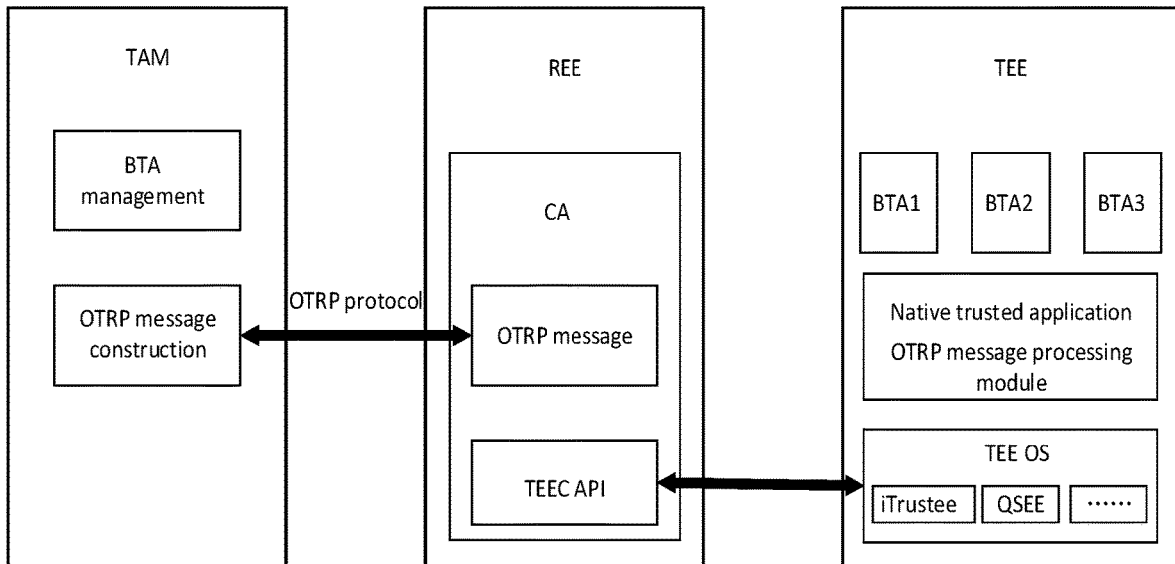 TAM
BTA
management
OTRP message
construction
OTRP protocol
REE
CA
OTRP message
TEEC API
TEE
BTA1
BTA2
BTA3
Native trusted application
OTRP message processing
module
TEE OS
iTrustee
QSEE
······